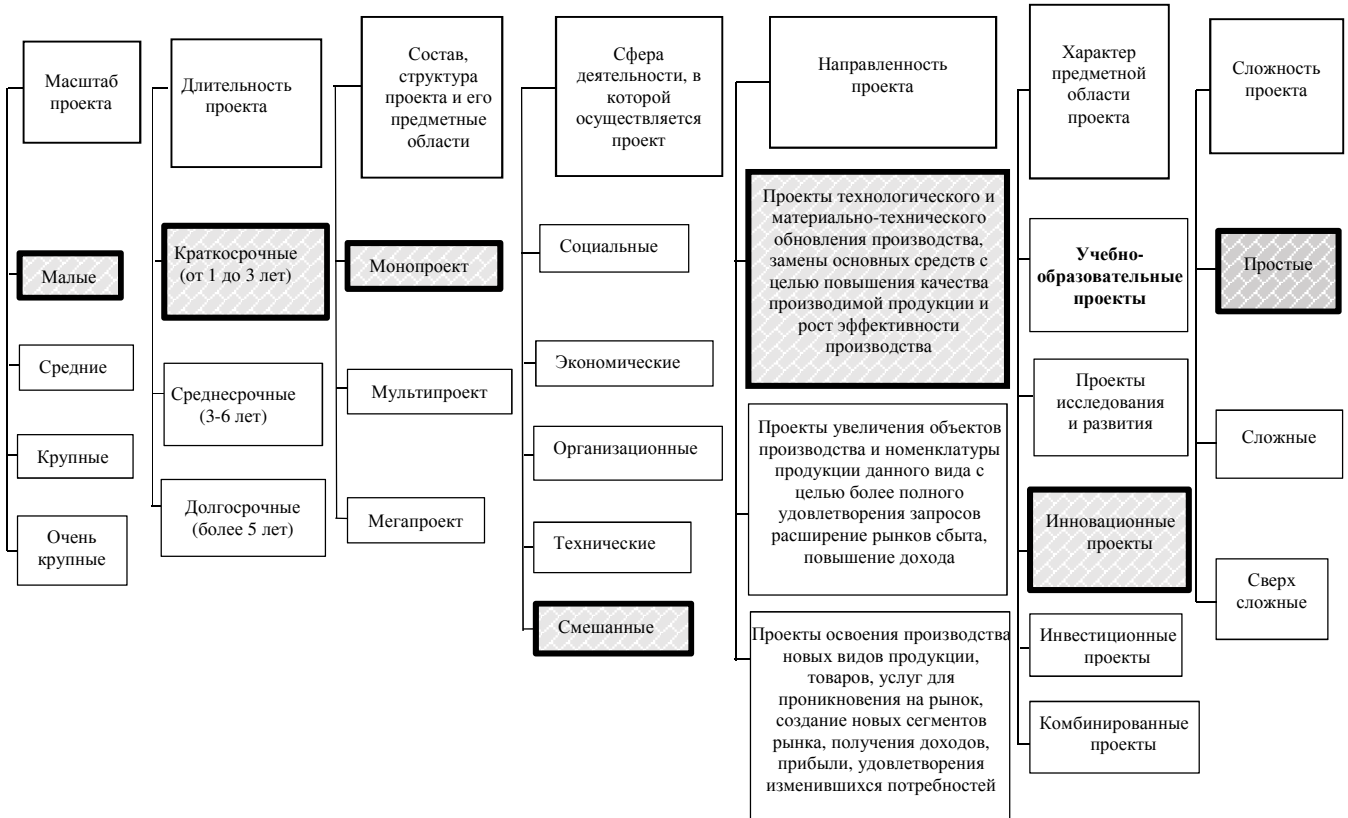 Масштаб
проекта
Малые
Средние
Крупные
Очень
крупные
Длительность
проекта
Краткосрочные
(от 1 до 3 лет)
Среднесрочные
(3-6 лет)
Долгосрочные
(более 5 лет)
Состав,
структура
проекта и его
предметные
области
Монопроект
Мультипроект
Мегапроект
Сфера
деятельности, в
которой
осуществляется
проект
Социальные
Экономические
Организационные
Технические
Смешанные
Направленность
проекта
Проекты технологического и
материально-технического
обновления производства,
замены основных средств с
целью повышения качества
производимой продукции и
рост эффективности
производства
Проекты увеличения объектов
производства и номенклатуры
продукции данного вида с
целью более полного
удовлетворения запросов
расширение рынков сбыта,
повышение дохода
Проекты освоения производства
новых видов продукции,
товаров, услуг для
проникновения на рынок,
создание новых сегментов
рынка, получения доходов,
прибыли, удовлетворения
изменившихся потребностей
Характер
предметной
области
проекта
Учебно-
образовательные
проекты
Проекты
исследования
и развития
Инновационные
проекты
Инвестиционные
проекты
Комбинированные
проекты
Сложность
проекта
Простые
Сложные
Сверх
сложные